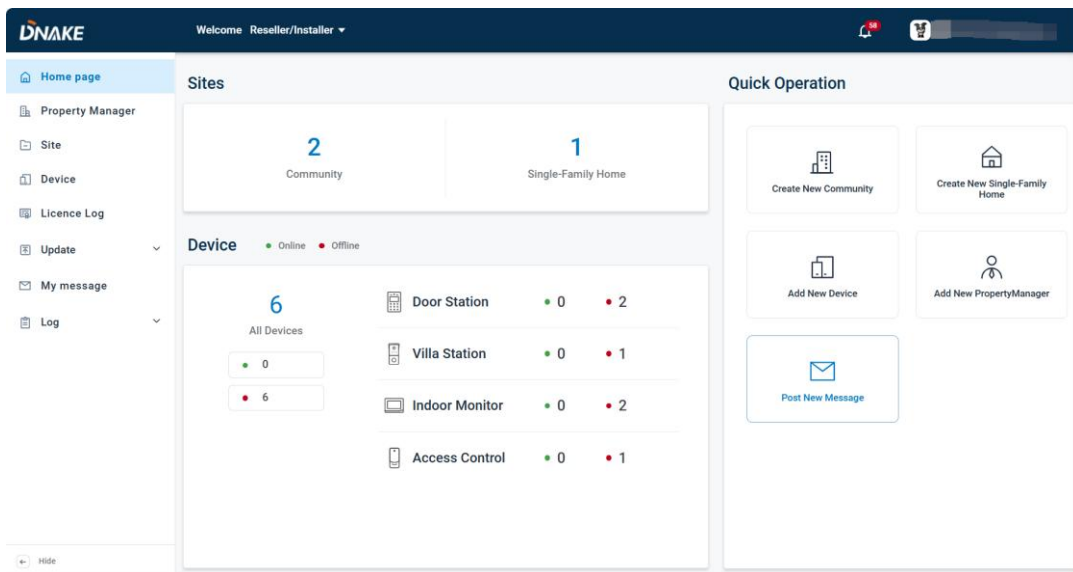 DNAKE
Welcome Reseller/Installer
58
Home page
Property Manager
Site
Device
Licence Log
Update
My message
Log
Hide
Sites
2
Community
1
Single-Family Home
Device
Online
Offline
6
All Devices
0
6
Door Station 0 2
Villa Station 0 1
Indoor Monitor 0 2
Access Control 0 1
Quick Operation
Create New Community
Create New Single-Family
Home
Add New Device
Add New PropertyManager
Post New Message